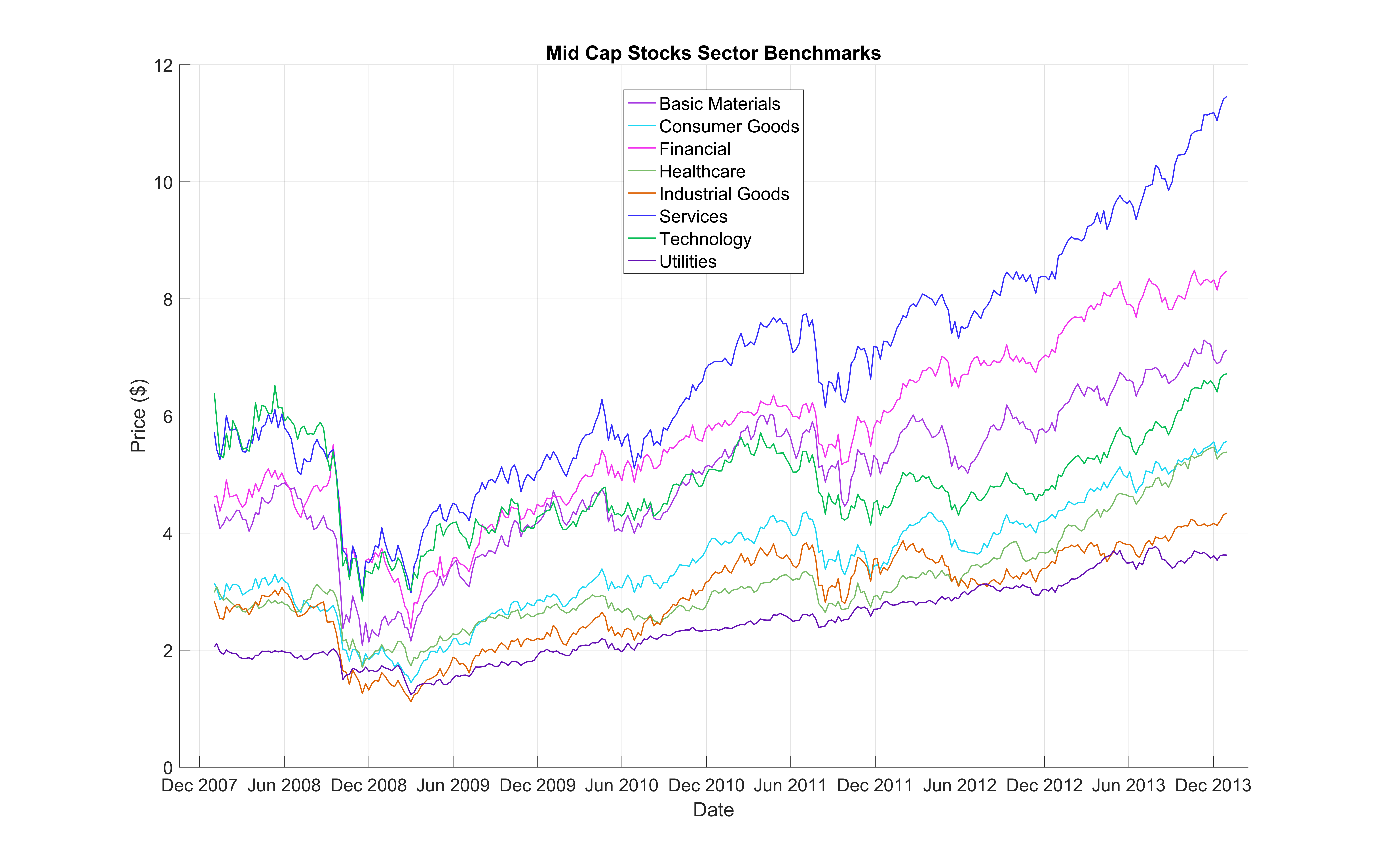 Mid Cap Stocks Sector Benchmarks
12
10
8
6
4
2
0
Price ($)
Basic Materials
Consumer Goods
Financial
Healthcare
Industrial Goods
Services
Technology
Utilities
Dec 2007 Jun 2008 Dec 2008 Jun 2009 Dec 2009 Jun 2010 Dec 2010 Jun 2011 Dec 2011 Jun 2012 Dec 2012 Jun 2013 Dec 2013
Date